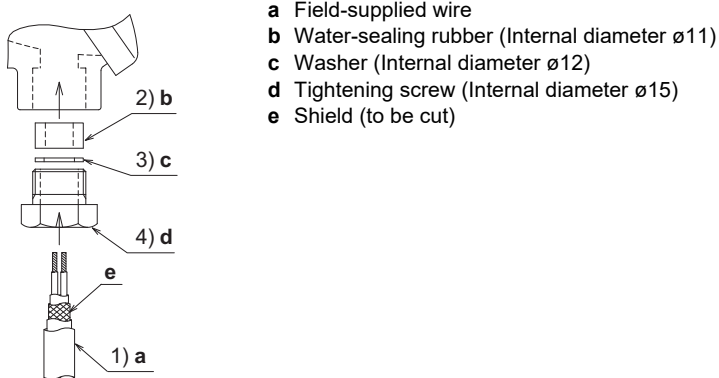 a Field-supplied wire
b Water-sealing rubber (Internal diameter ø11)
c Washer (Internal diameter ø12)
d Tightening screw (Internal diameter ø15)
e Shield (to be cut)
2) b
3) c
4) d
e
1) a